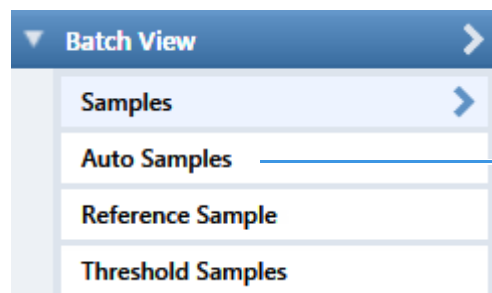 Batch View
Samples
Auto Samples
Reference Sample
Threshold Samples